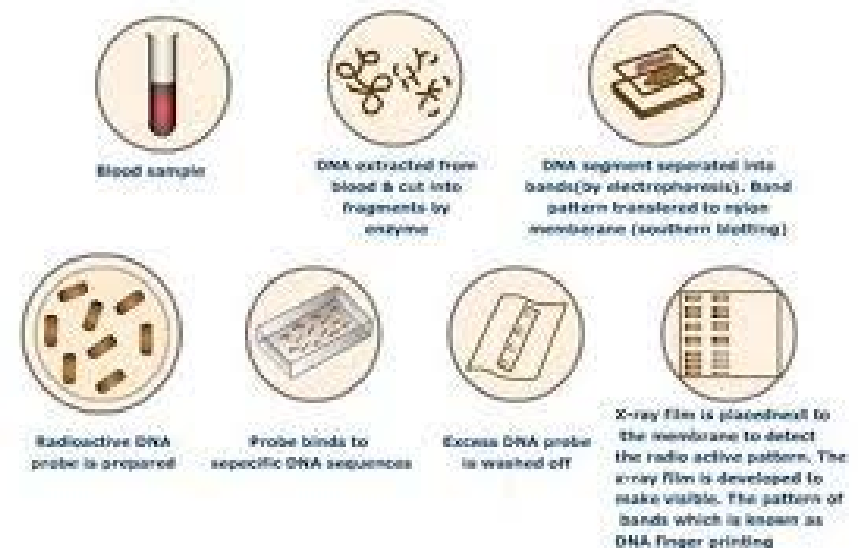 Blood sample
DNA extracted from
blood & cut into
fragments by
enzyme
DNA segment seperated into
bands(by electropharesis). Band
pattern transfered to nylon
memberane (southern blotting)
Radioactive DNA
probe is prepared
Probe binds to
sepecific DNA sequences
Excess DNA probe
is washed off
X-ray film is placednext to
the membrane to detect
the radio active pattern. The
x-ray film is developed to
make visible. The pattern of
bands which is known as
DNA finger printing